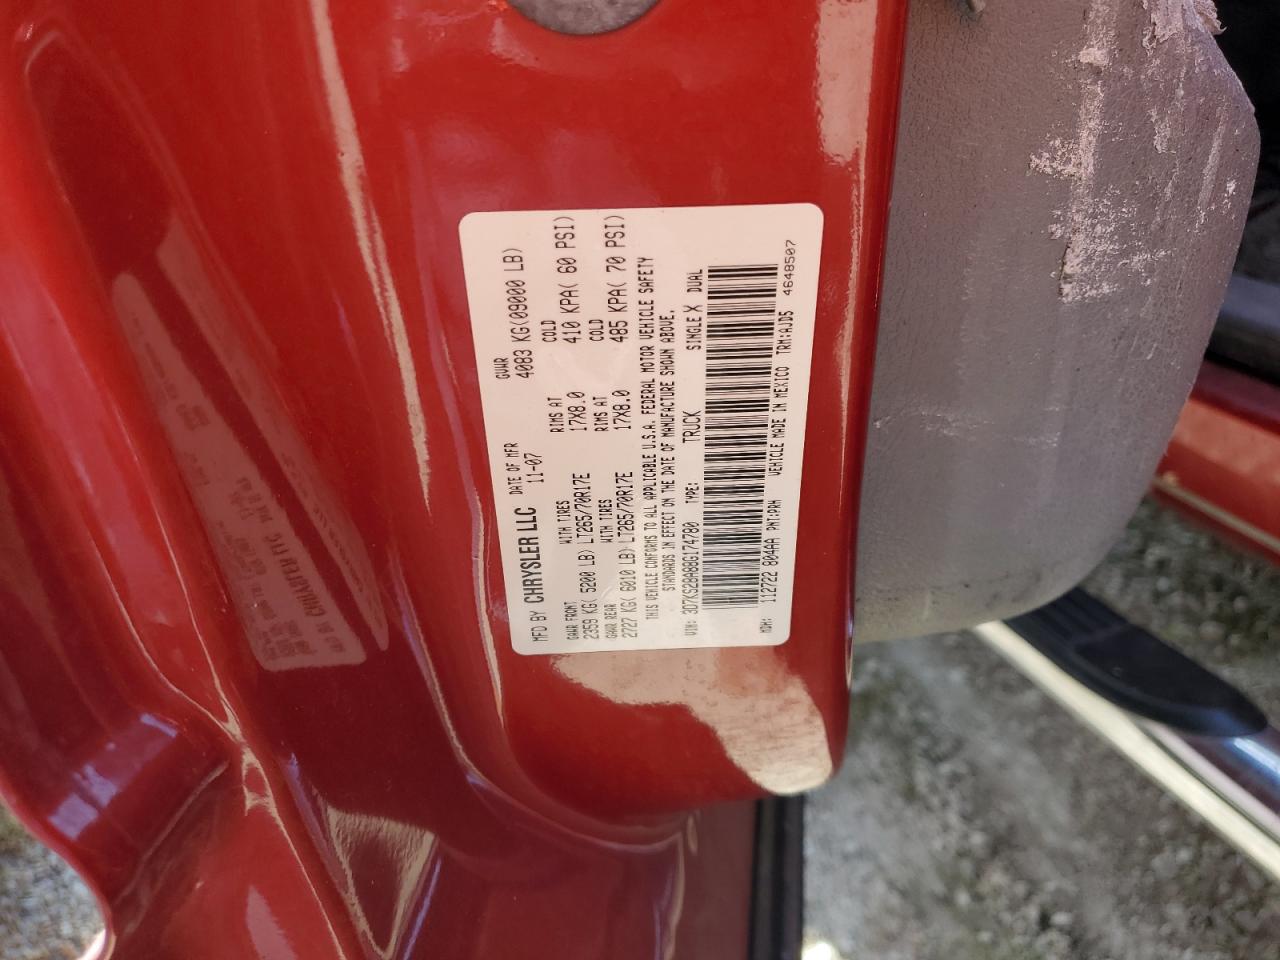 MFD BY CHRYSLER LLC DATE OF MFR GVWR
11-07 4083 KG(09000 LB)
GAWR FRONT WITH TIRES RIMS AT COLD
2359 KG( 5200 LB) LT265/70R17E 17X8.0 410 KPA( 60 PSI)
GAWR REAR WITH TIRES RIMS AT COLD
2727 KG( 6010 LB) LT265/70R17E 17X8.0 485 KPA( 70 PSI)
THIS VEHICLE CONFORMS TO ALL APPLICABLE U.S.A. FEDERAL MOTOR VEHICLE SAFETY
STANDARDS IN EFFECT ON THE DATE OF MANUFACTURE SHOWN ABOVE.
VIN: 3D7KS28A88G174780 TYPE: TRUCK SINGLE X DUAL
MDH: 112722 804AA PNT:PRH VEHICLE MADE IN MEXICO TRM:AJD5 4648507